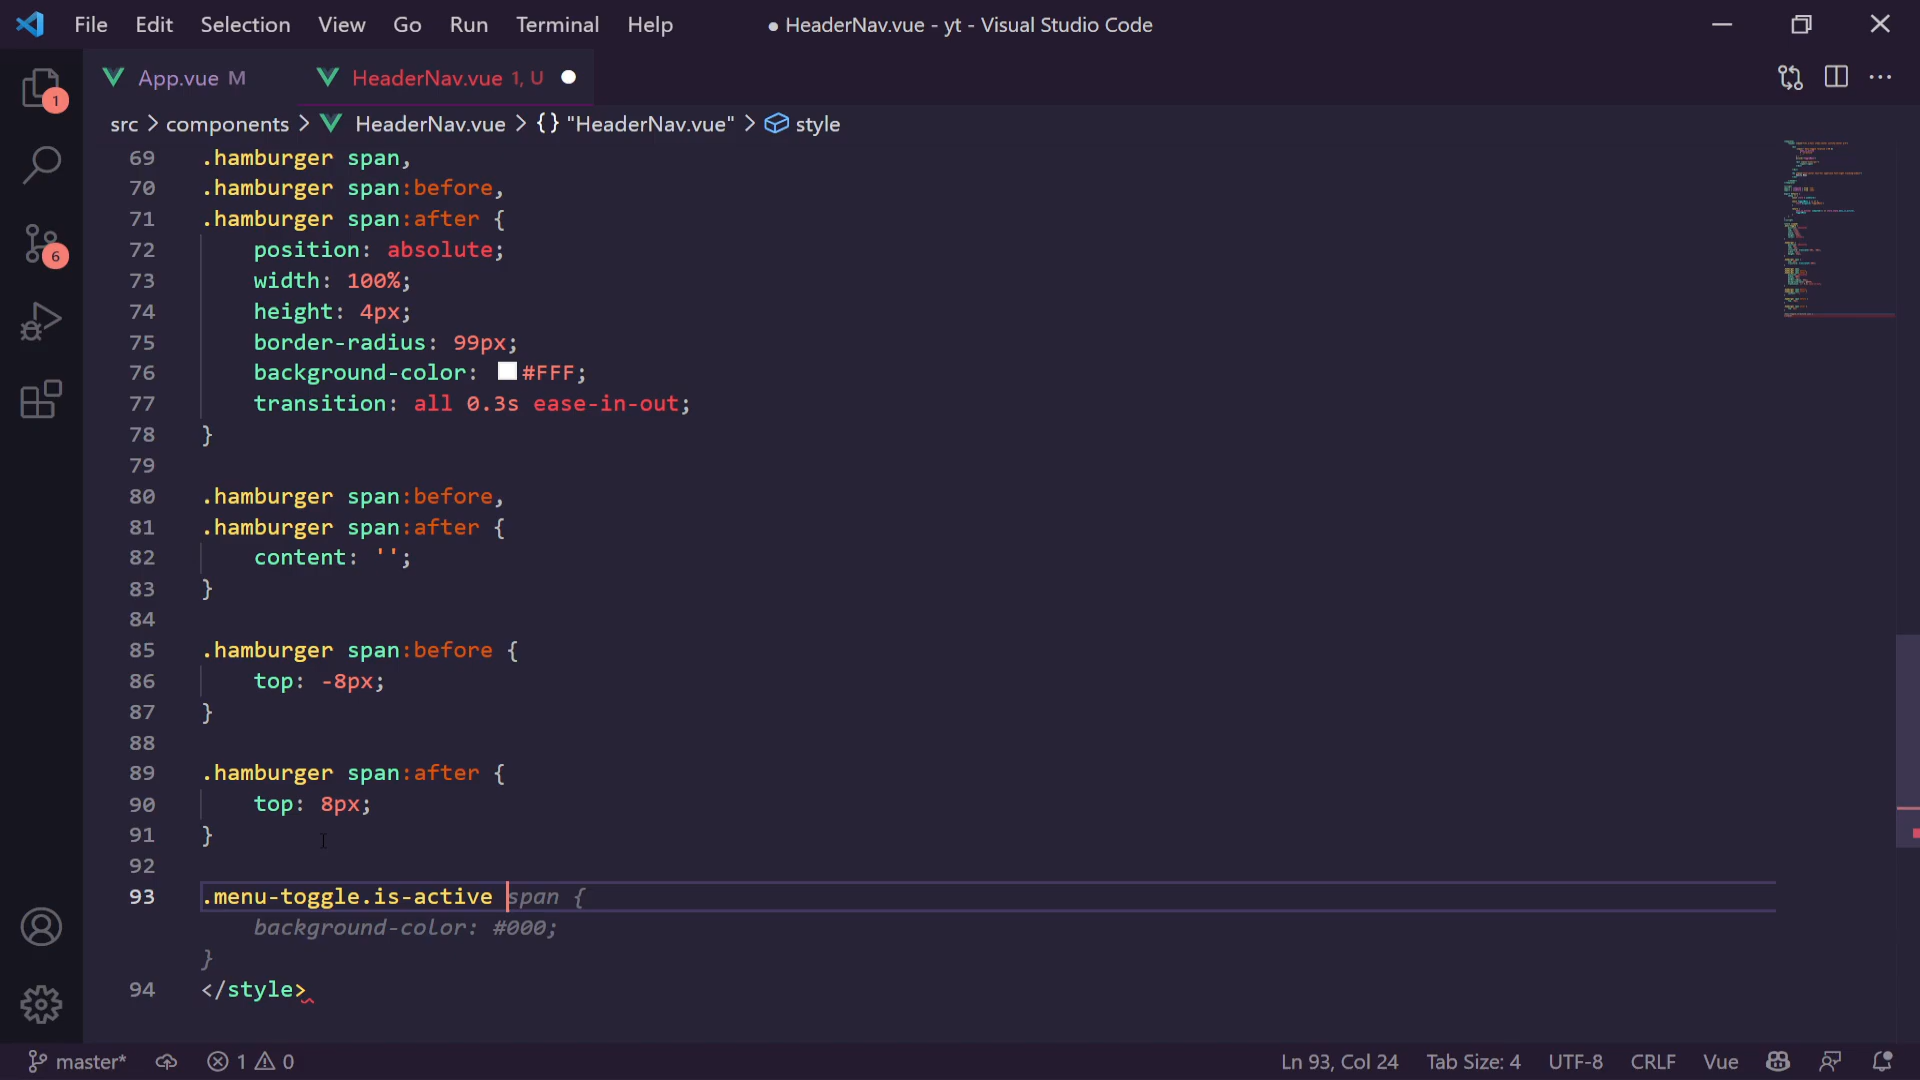 File Edit Selection View Go Run Terminal Help ● HeaderNav.vue - yt - Visual Studio Code
App.vue M HeaderNav.vue 1, U
src > components > HeaderNav.vue > {} "HeaderNav.vue" > style
1
6
69 .hamburger span,
70 .hamburger span:before,
71 .hamburger span:after {
72 position: absolute;
73 width: 100%;
74 height: 4px;
75 border-radius: 99px;
76 background-color: #FFF;
77 transition: all 0.3s ease-in-out;
78 }
79
80 .hamburger span:before,
81 .hamburger span:after {
82 content: '';
83 }
84
85 .hamburger span:before {
86 top: -8px;
87 }
88
89 .hamburger span:after {
90 top: 8px;
91 }
92
93 .menu-toggle.is-active span {
background-color: #000;
}
94 </style>
master* 1 0 Ln 93, Col 24 Tab Size: 4 UTF-8 CRLF Vue